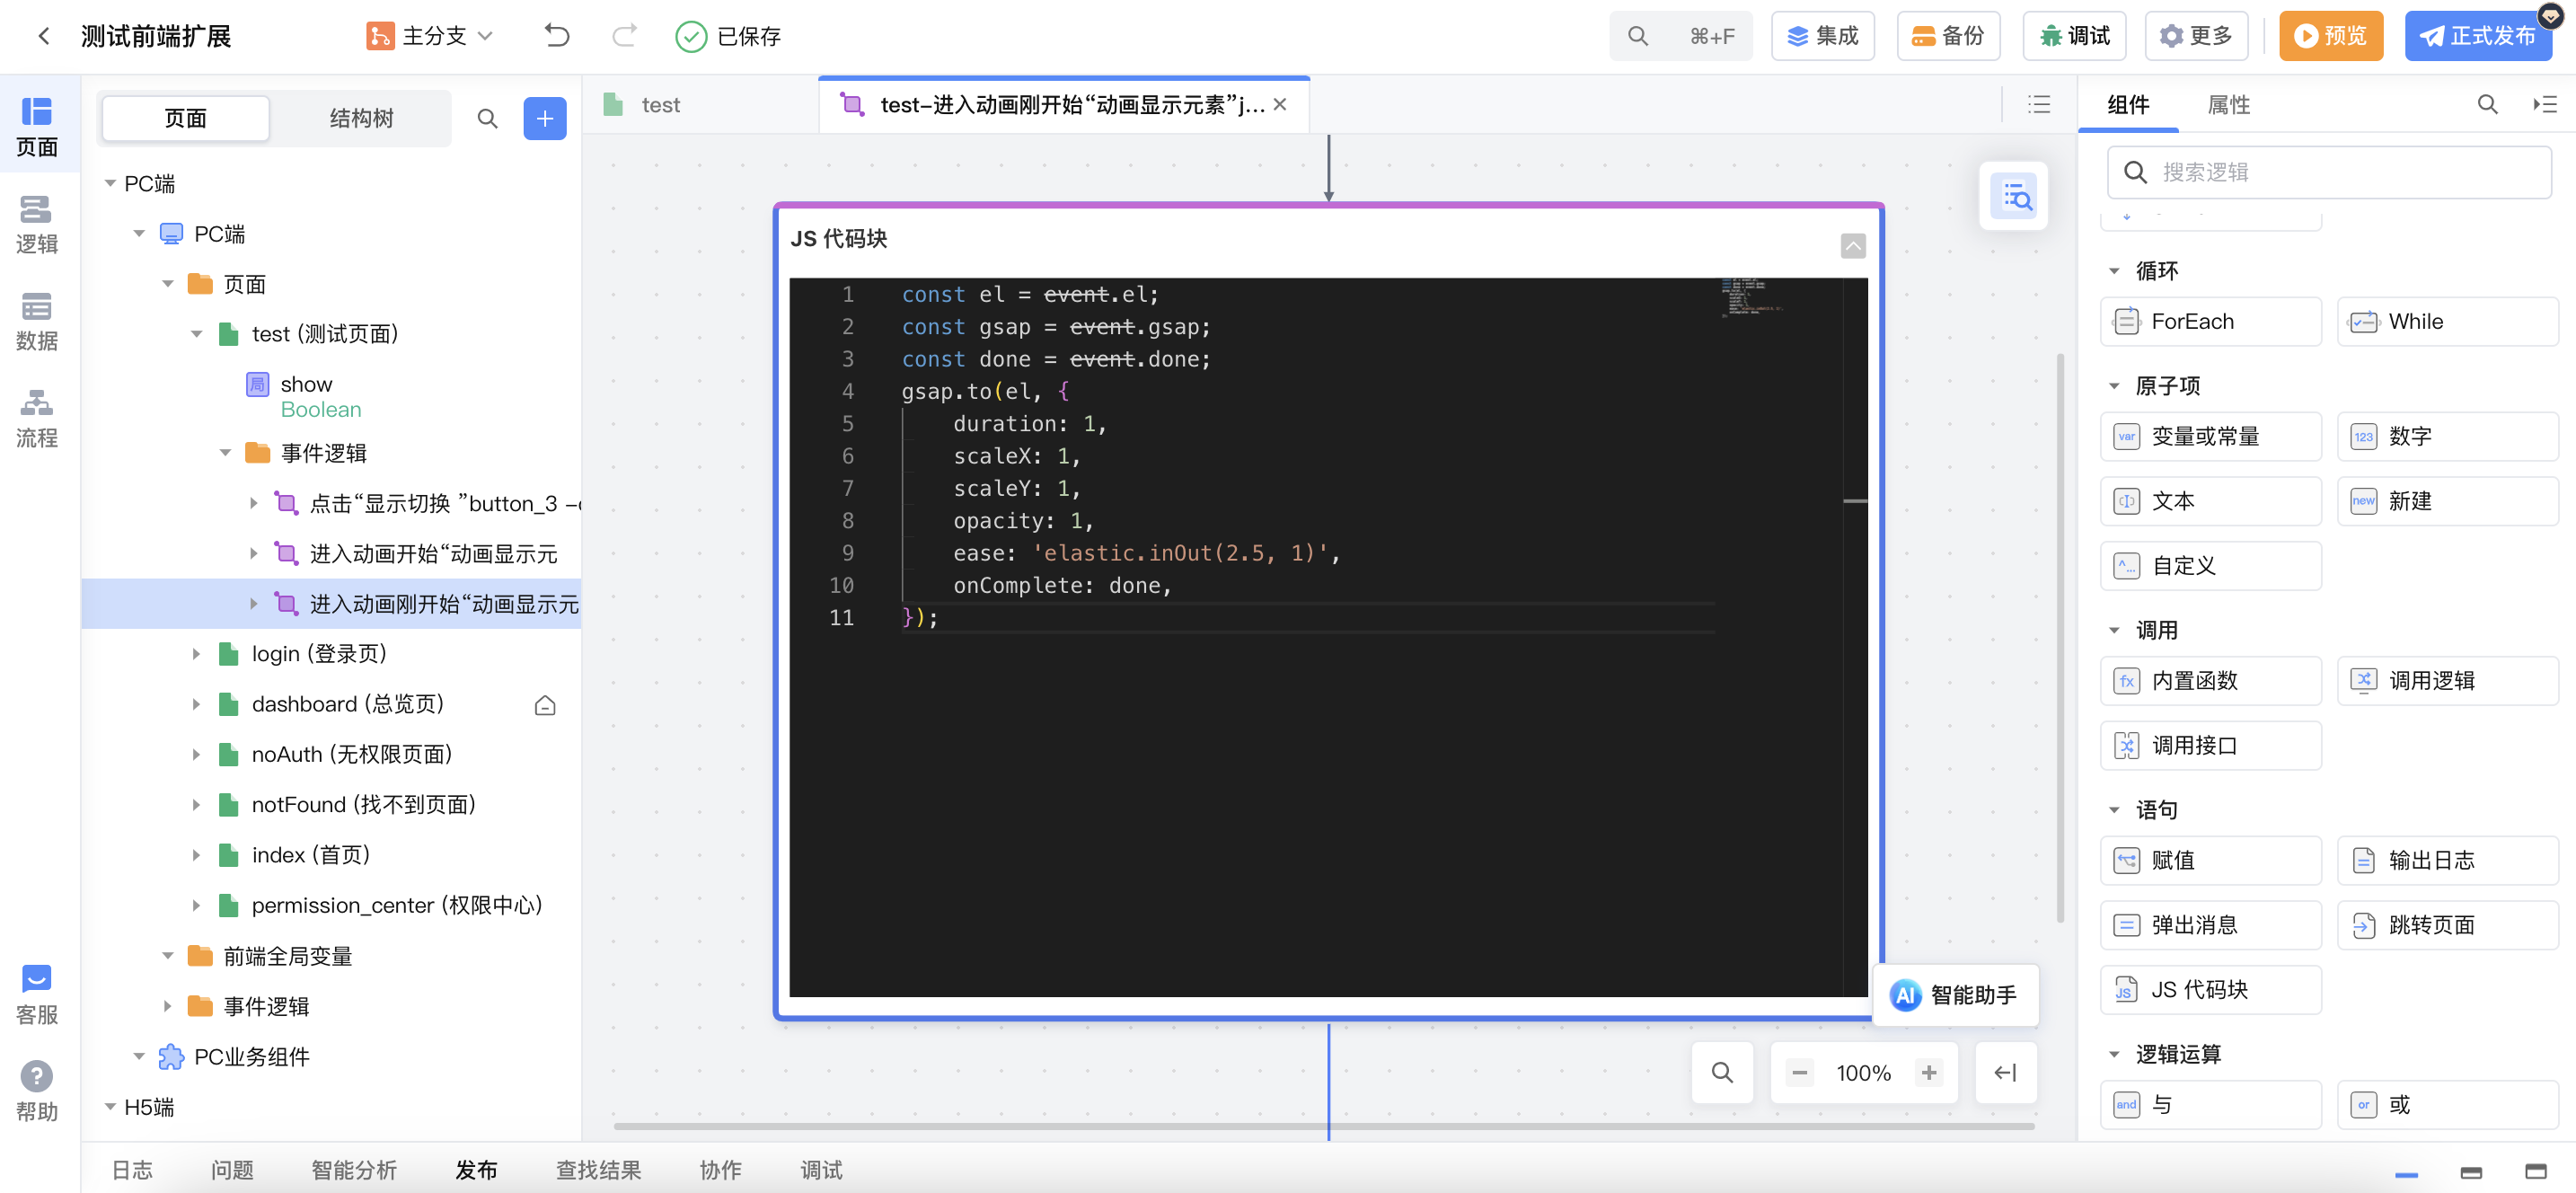 测试前端扩展
主分支
已保存
⌘+F
集成
备份
调试
更多
预览
正式发布
页面
逻辑
数据
流程
客服
帮助
页面
结构树
PC端
PC端
页面
test (测试页面)
局 show
Boolean
事件逻辑
点击“显示切换 ”button_3 –
进入动画开始“动画显示元
进入动画刚开始“动画显示元
login (登录页)
dashboard (总览页)
noAuth (无权限页面)
notFound (找不到页面)
index (首页)
permission_center (权限中心)
前端全局变量
事件逻辑
PC业务组件
H5端
test
test–进入动画刚开始“动画显示元素”j...
JS 代码块
1 const el = event.el;
2 const gsap = event.gsap;
3 const done = event.done;
4 gsap.to(el, {
5 duration: 1,
6 scaleX: 1,
7 scaleY: 1,
8 opacity: 1,
9 ease: 'elastic.inOut(2.5, 1)',
10 onComplete: done,
11 });
AI 智能助手
100%
组件
属性
搜索逻辑
循环
ForEach
While
原子项
var 变量或常量
123 数字
文本
new 新建
自定义
调用
fx 内置函数
调用逻辑
调用接口
语句
赋值
输出日志
弹出消息
跳转页面
JS JS 代码块
逻辑运算
and 与
or 或
日志
问题
智能分析
发布
查找结果
协作
调试